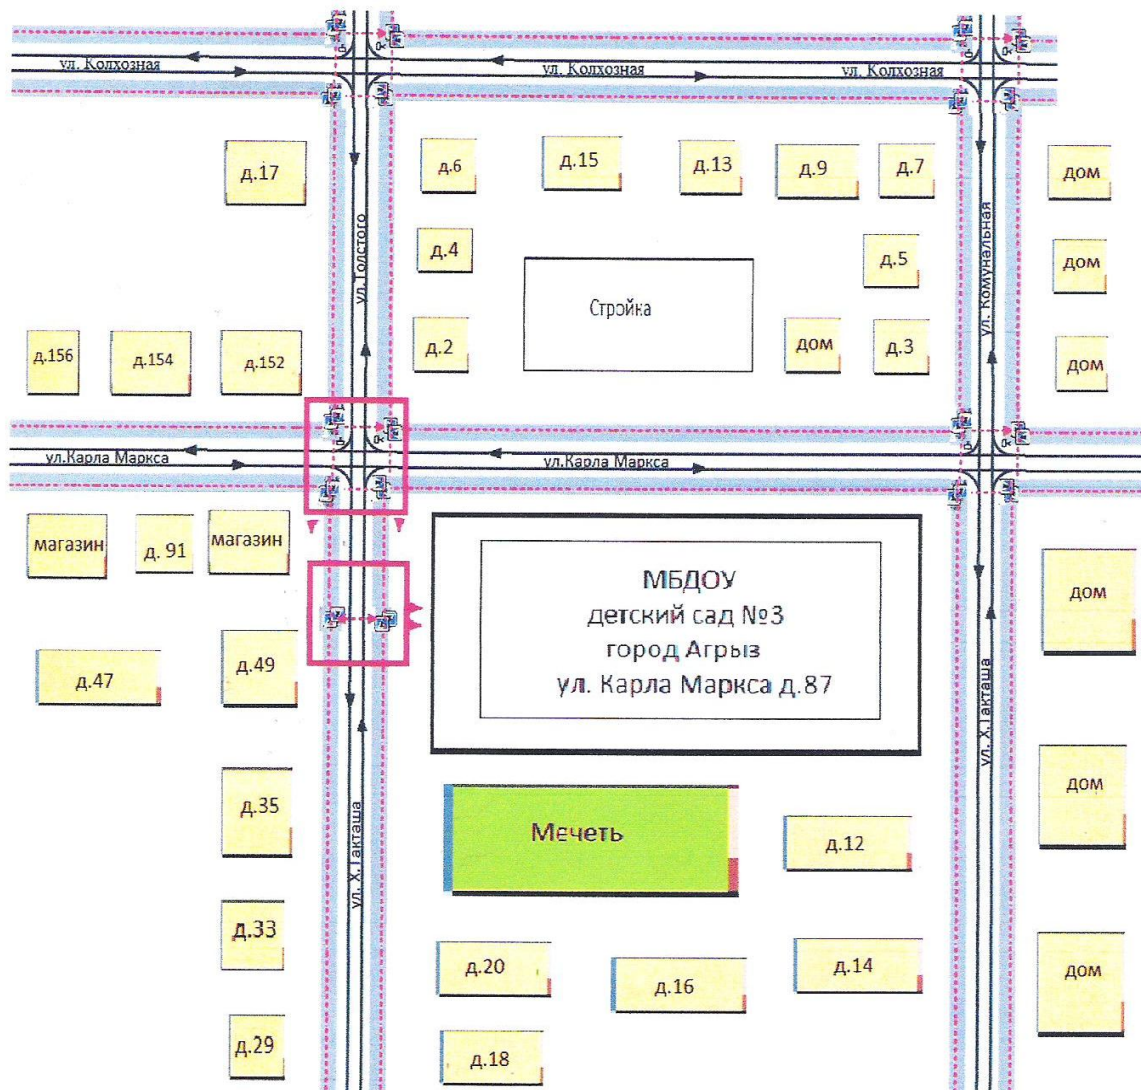 ул. Колхозная
ул. Колхозная
ул. Колхозная
д.17
д.6
д.15
д.13
д.9
д.7
дом
ул.Толстого
ул. Комунальная
д.4
д.5
дом
Стройка
д.156
д.154
д.152
д.2
дом
д.3
дом
ул.Карла Маркса
ул.Карла Маркса
магазин
д. 91
магазин
МБДОУ
детский сад №3
город Агрыз
ул. Карла Маркса д.87
дом
д.47
д.49
ул. Х.Такташа
ул. Х.Такташа
д.35
Мечеть
д.12
дом
д.33
д.20
д.16
д.14
дом
д.29
д.18